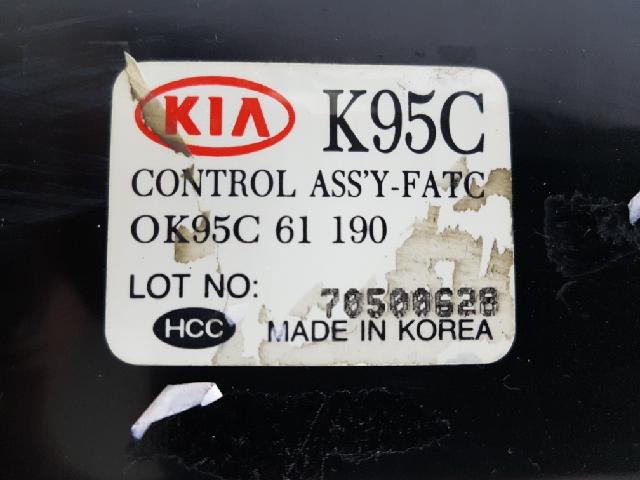 KIA K95C
CONTROL ASS'Y-FATC
OK95C 61 190
LOT NO: 70500628
HCC MADE IN KOREA